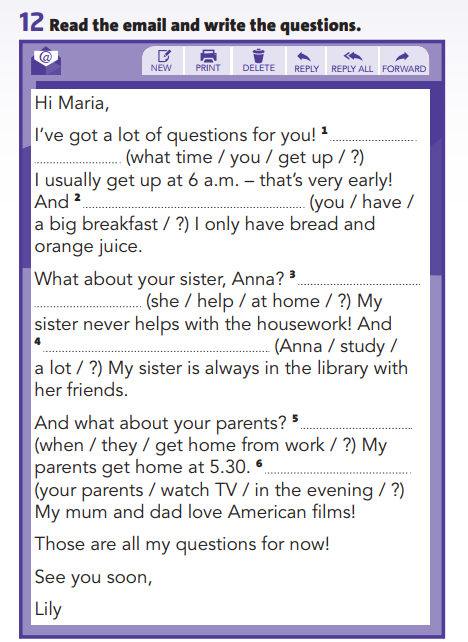 12 Read the email and write the questions.
@
NEW PRINT DELETE REPLY REPLY ALL FORWARD
Hi Maria,
I've got a lot of questions for you! 1 ..............................
.............................. (what time / you / get up / ?)
I usually get up at 6 a.m. – that's very early!
And 2 .................................................................. (you / have /
a big breakfast / ?) I only have bread and
orange juice.
What about your sister, Anna? 3 ....................................
.................................... (she / help / at home / ?) My
sister never helps with the housework! And
4 .................................................................. (Anna / study /
a lot / ?) My sister is always in the library with
her friends.
And what about your parents? 5 ....................................
(when / they / get home from work / ?) My
parents get home at 5.30. 6 ..........................................
(your parents / watch TV / in the evening / ?)
My mum and dad love American films!
Those are all my questions for now!
See you soon,
Lily